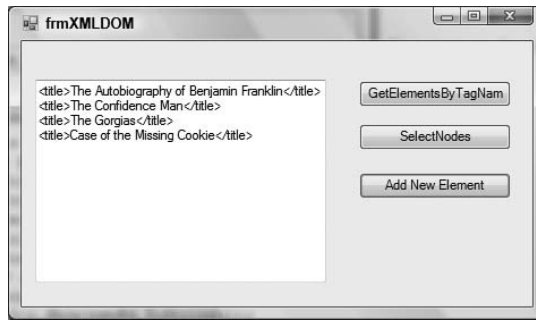 frmXMLDOM
<title>The Autobiography of Benjamin Franklin</title>
<title>The Confidence Man</title>
<title>The Gorgias</title>
<title>Case of the Missing Cookie</title>
GetElementsByTagNam
SelectNodes
Add New Element